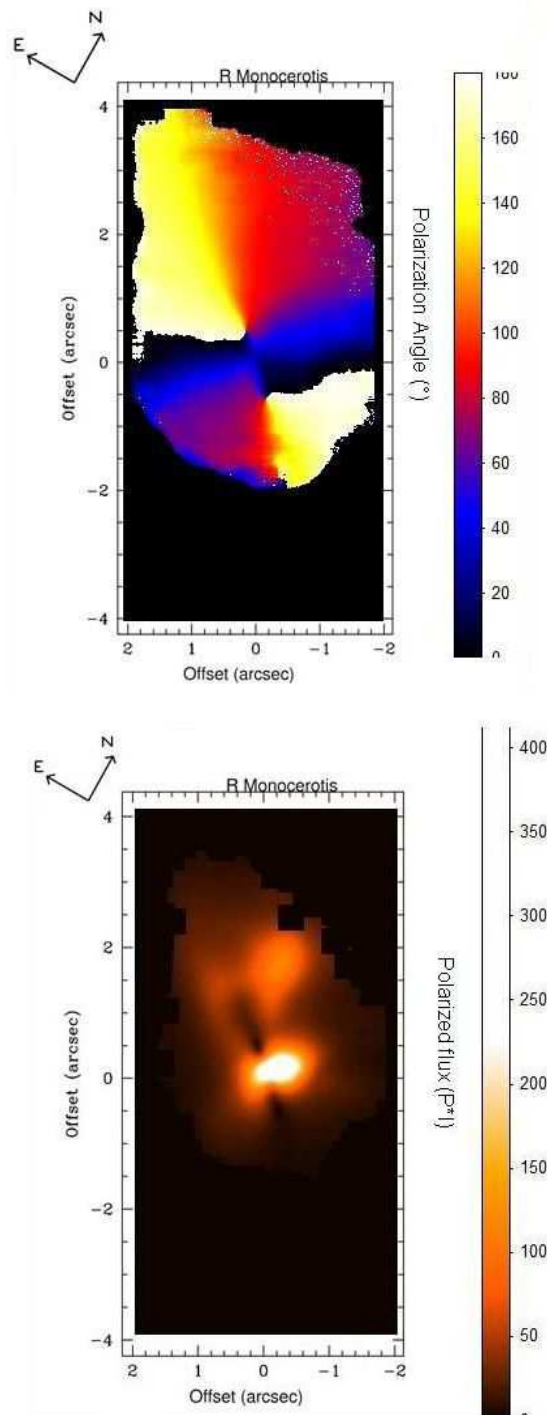 N
E
R Monocerotis
4
2
0
-2
-4
Offset (arcsec)
2 1 0 -1 -2
Offset (arcsec)
180
160
140
120
100
80
60
40
20
0
Polarization Angle (°)
N
E
R Monocerotis
4
2
0
-2
-4
Offset (arcsec)
2 1 0 -1 -2
Offset (arcsec)
400
350
300
250
200
150
100
50
0
Polarized flux (P*I)